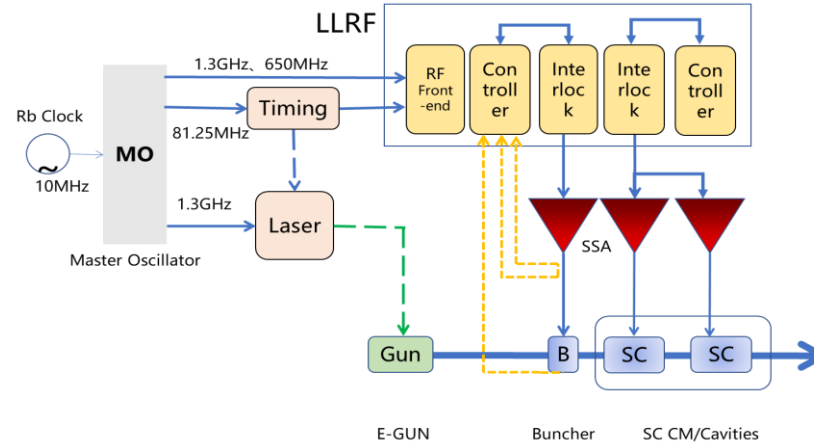 LLRF
1.3GHz、650MHz
RF
Front
-end
Con
troll
er
Inte
rloc
k
Inte
rloc
k
Con
troll
er
Timing
Rb Clock
81.25MHz
MO
~
10MHz
1.3GHz
Laser
SSA
Master Oscillator
Gun
B
SC
SC
E-GUN
Buncher
SC CM/Cavities